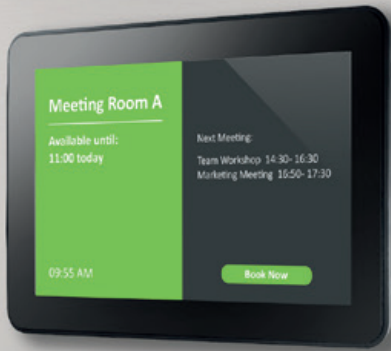 Meeting Room A
Available until:
11:00 today
09:55 AM
Next Meeting:
Team Workshop 14:30- 16:30
Marketing Meeting 16:50- 17:30
Book Now